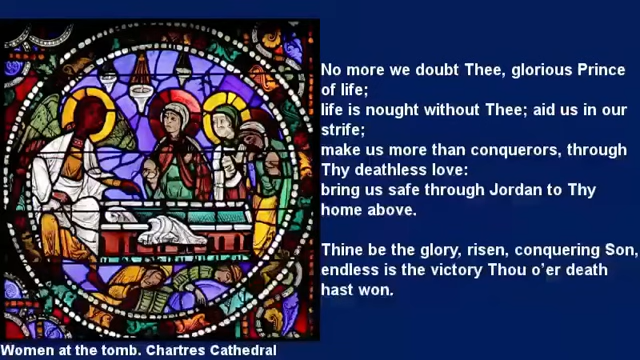 No more we doubt Thee, glorious Prince
of life;
life is nought without Thee; aid us in our
strife;
make us more than conquerors, through
Thy deathless love:
bring us safe through Jordan to Thy
home above.
Thine be the glory, risen, conquering Son,
endless is the victory Thou o'er death
hast won.
Women at the tomb. Chartres Cathedral